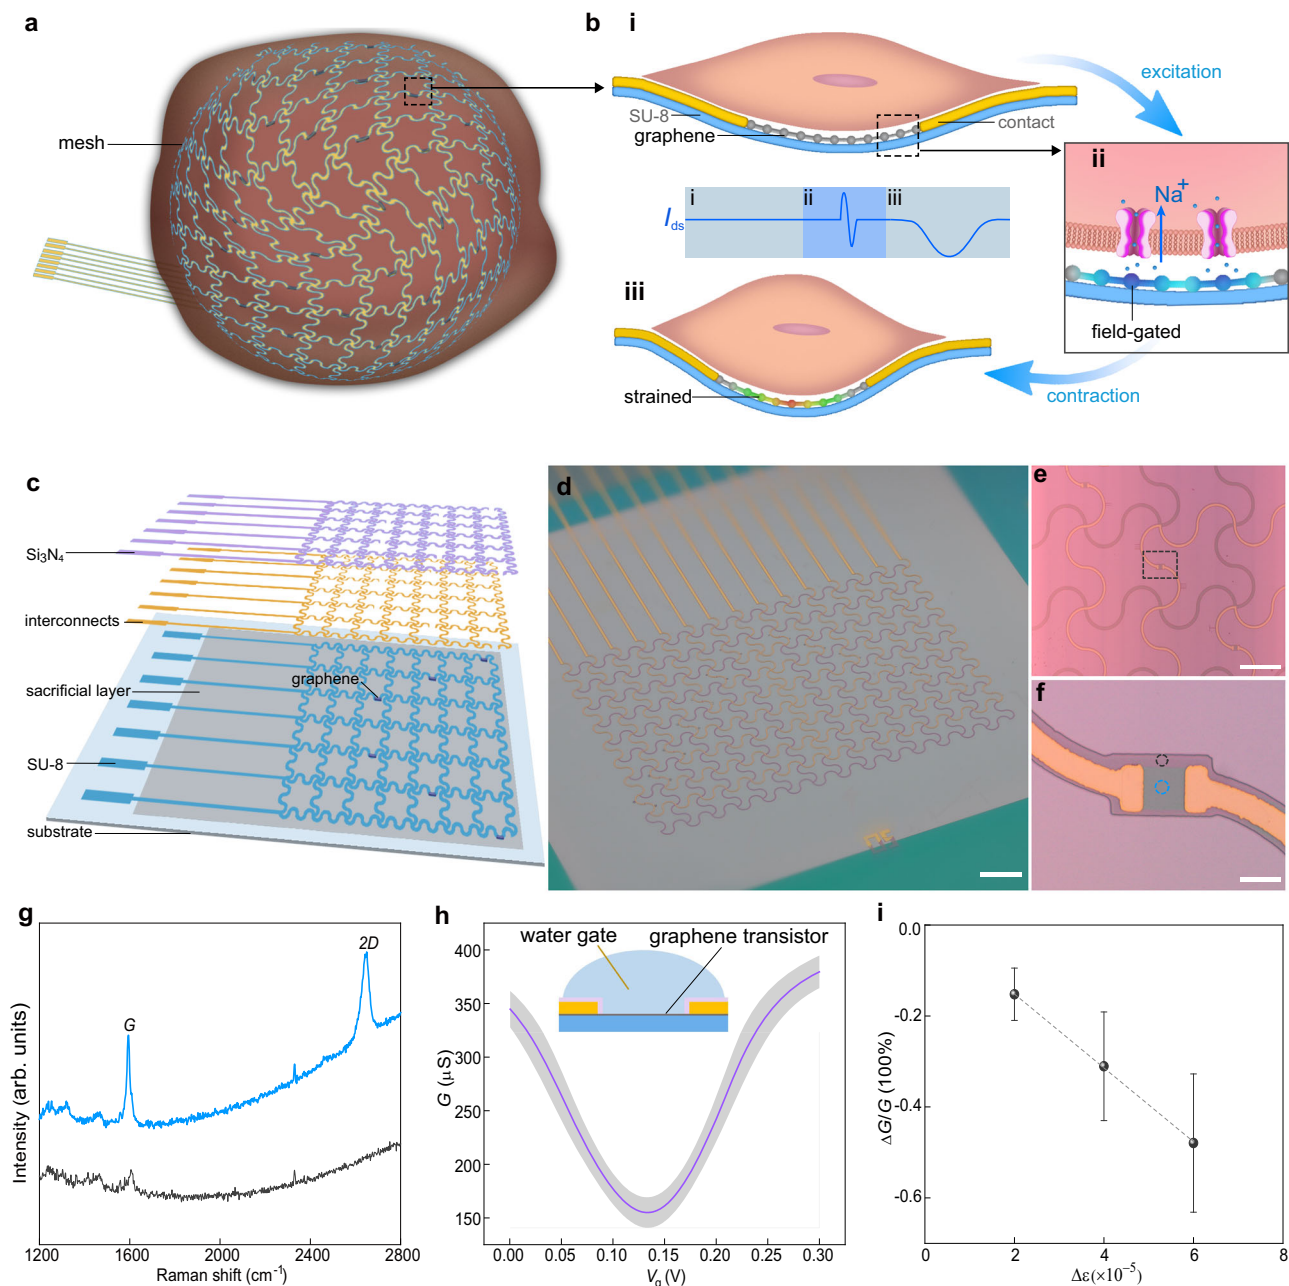 a
mesh
b
i
excitation
SU-8
graphene
contact
ii
Na+
field-gated
i
ii
iii
Ids
iii
strained
contraction
c
Si3N4
interconnects
sacrificial layer
graphene
SU-8
substrate
d
e
f
g
Intensity (arb. units)
G
2D
1200
1600
2000
2400
2800
Raman shift (cm-1)
h
G (μS)
400
350
300
250
200
150
water gate
graphene transistor
0.00
0.05
0.10
0.15
0.20
0.25
0.30
Vg (V)
i
ΔG/G (100%)
0.0
-0.2
-0.4
-0.6
0
2
4
6
8
Δε(×10-5)